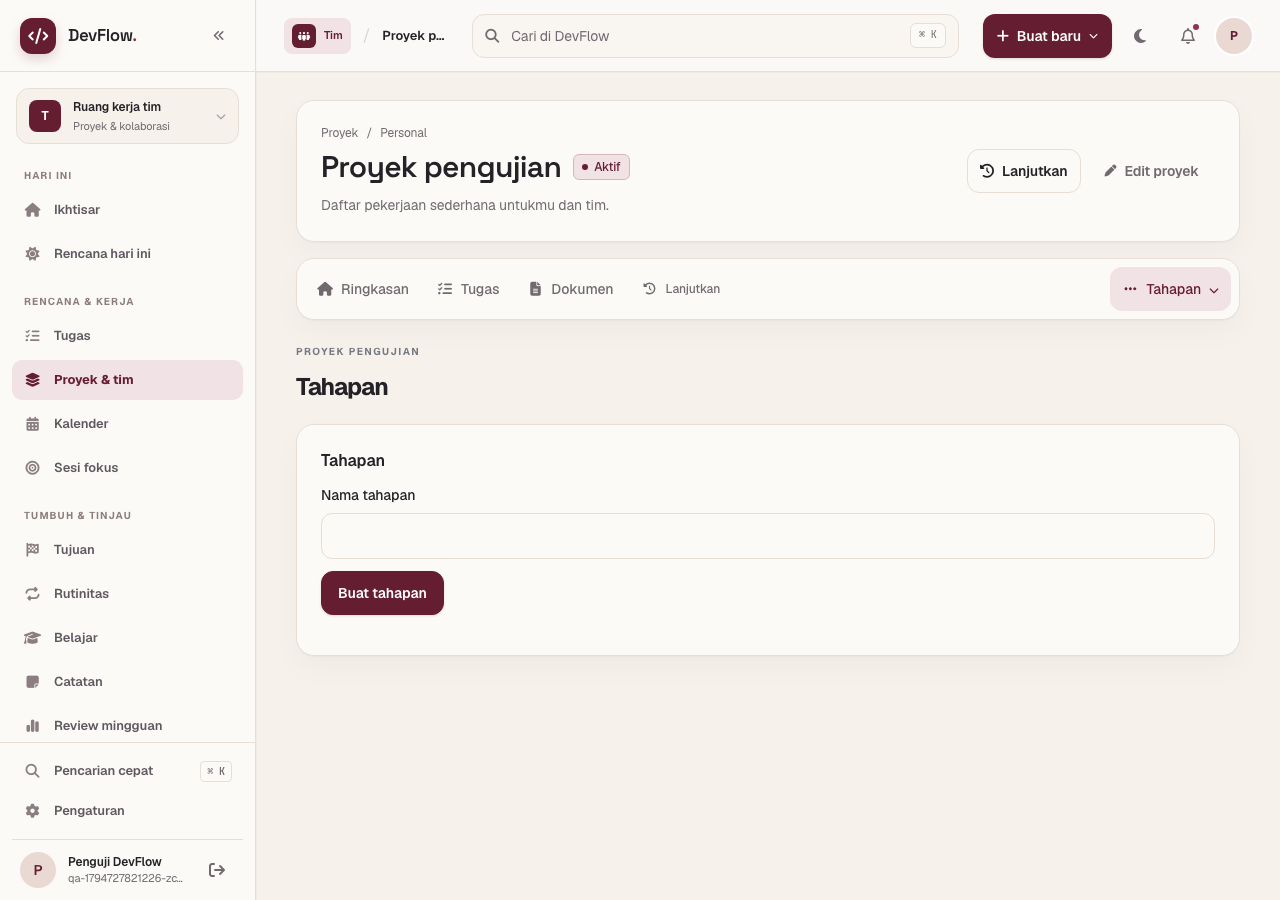 DevFlow.
T
Ruang kerja tim
Proyek & kolaborasi
HARI INI
Ikhtisar
Rencana hari ini
RENCANA & KERJA
Tugas
Proyek & tim
Kalender
Sesi fokus
TUMBUH & TINJAU
Tujuan
Rutinitas
Belajar
Catatan
Review mingguan
Pencarian cepat
⌘ K
Pengaturan
P
Penguji DevFlow
qa-1794727821226-zc…
Tim / Proyek p…
Cari di DevFlow
⌘ K
Buat baru
P
Proyek / Personal
Proyek pengujian
Aktif
Daftar pekerjaan sederhana untukmu dan tim.
Lanjutkan
Edit proyek
Ringkasan
Tugas
Dokumen
Lanjutkan
Tahapan
PROYEK PENGUJIAN
Tahapan
Tahapan
Nama tahapan
Buat tahapan